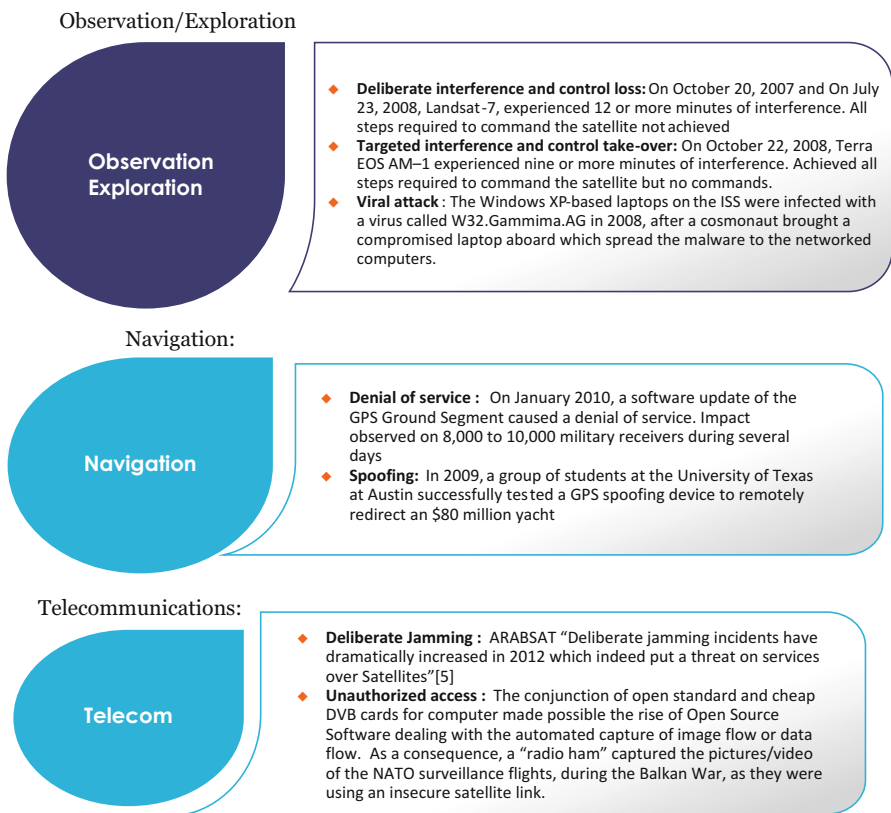 Observation/Exploration
Observation
Exploration
◆ Deliberate interference and control loss: On October 20, 2007 and On July
23, 2008, Landsat-7, experienced 12 or more minutes of interference. All
steps required to command the satellite not achieved
◆ Targeted interference and control take-over: On October 22, 2008, Terra
EOS AM–1 experienced nine or more minutes of interference. Achieved all
steps required to command the satellite but no commands.
◆ Viral attack : The Windows XP-based laptops on the ISS were infected with
a virus called W32.Gammima.AG in 2008, after a cosmonaut brought a
compromised laptop aboard which spread the malware to the networked
computers.
Navigation:
Navigation
◆ Denial of service : On January 2010, a software update of the
GPS Ground Segment caused a denial of service. Impact
observed on 8,000 to 10,000 military receivers during several
days
◆ Spoofing: In 2009, a group of students at the University of Texas
at Austin successfully tested a GPS spoofing device to remotely
redirect an $80 million yacht
Telecommunications:
Telecom
◆ Deliberate Jamming : ARABSAT “Deliberate jamming incidents have
dramatically increased in 2012 which indeed put a threat on services
over Satellites”[5]
◆ Unauthorized access : The conjunction of open standard and cheap
DVB cards for computer made possible the rise of Open Source
Software dealing with the automated capture of image flow or data
flow. As a consequence, a “radio ham” captured the pictures/video
of the NATO surveillance flights, during the Balkan War, as they were
using an insecure satellite link.